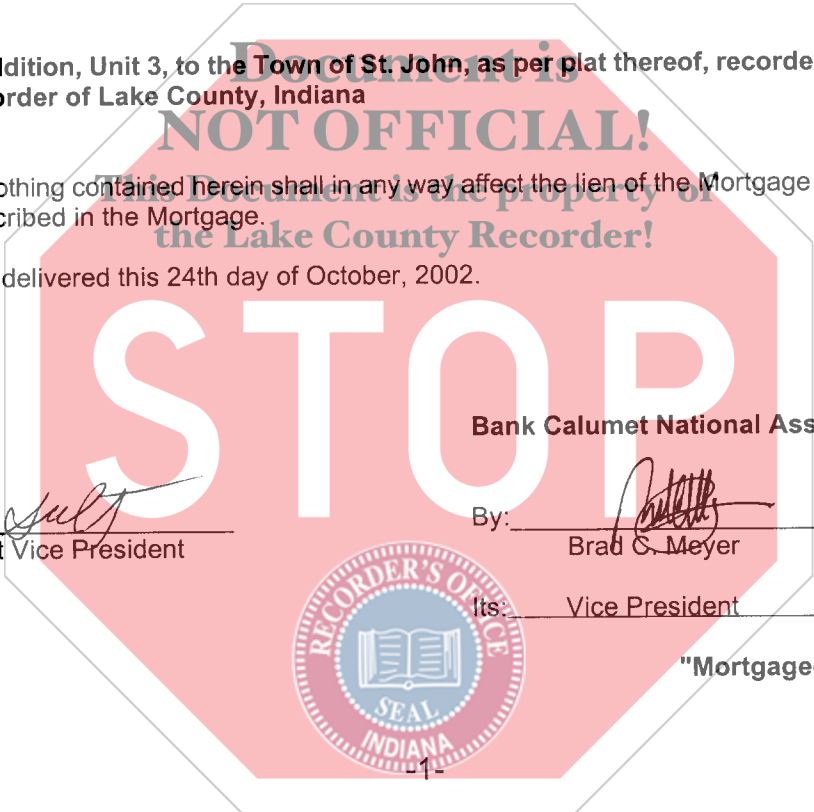 Document is
ddition, Unit 3, to the Town of St. John, as per plat thereof, recorde
order of Lake County, Indiana
NOT OFFICIAL!
othing contained herein shall in any way affect the lien of the Mortgage
This Document is the property of
cribed in the Mortgage.
the Lake County Recorder!
delivered this 24th day of October, 2002.
STOP
Bank Calumet National Ass
By:
t Vice President
Brad C. Meyer
Its: Vice President
"Mortgage
RECORDER'S OFFICE
SEAL
INDIANA
-1-